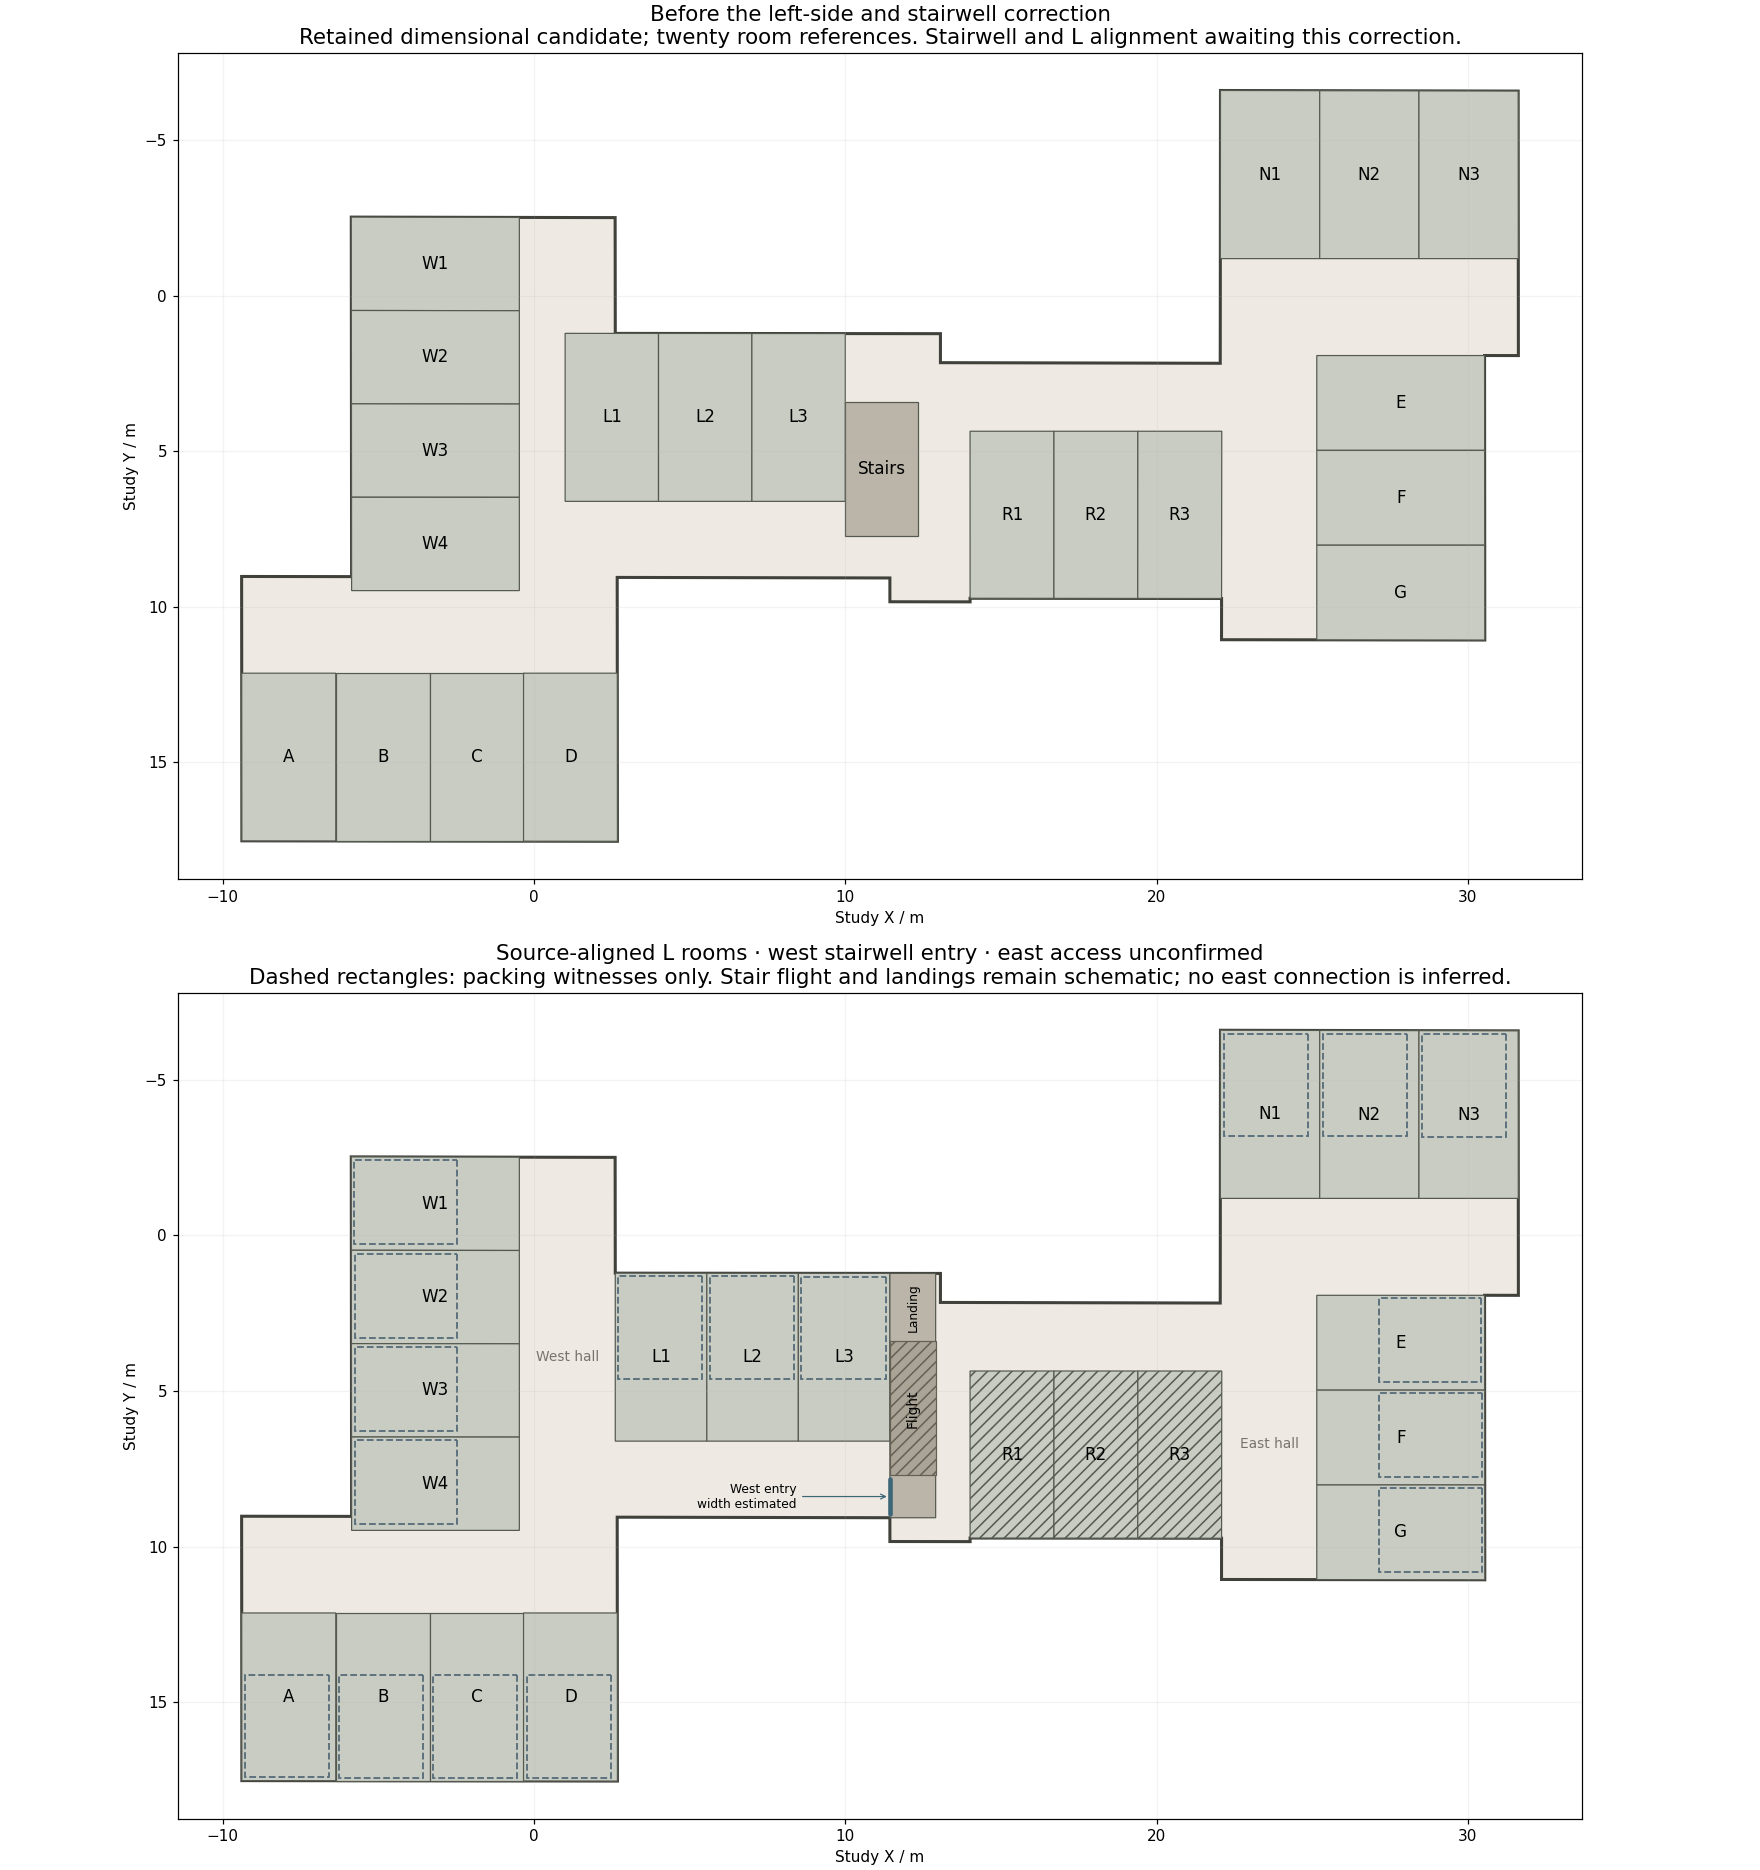 Before the left-side and stairwell correction
Retained dimensional candidate; twenty room references. Stairwell and L alignment awaiting this correction.
N1 N2 N3
−5
W1
0
W2
L1 L2 L3
E
W3
Stairs
5
Study Y / m
F
R1 R2 R3
W4
G
10
A B C D
15
−10 0 10 20 30
Study X / m
Source-aligned L rooms · west stairwell entry · east access unconfirmed
Dashed rectangles: packing witnesses only. Stair flight and landings remain schematic; no east connection is inferred.
−5
N1 N2 N3
W1
0
W2
Landing
West hall
L1 L2 L3
E
W3
5
Flight
Study Y / m
F
East hall
R1 R2 R3
W4
West entry
width estimated
G
10
A B C D
15
−10 0 10 20 30
Study X / m